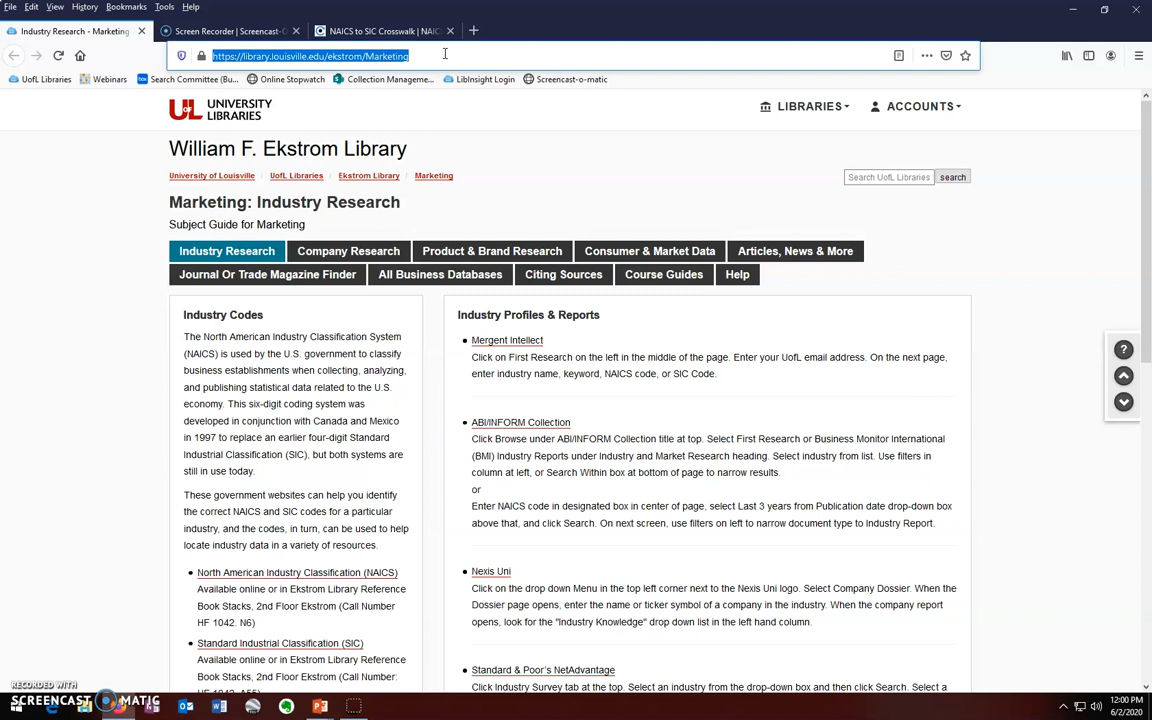 File Edit View History Bookmarks Tools Help
Industry Research - Marketing
Screen Recorder | Screencast-O
NAICS to SIC Crosswalk | NAIC
https://library.louisville.edu/ekstrom/Marketing
UofL Libraries Webinars Search Committee (Bu... Online Stopwatch Collection Manageme... LibInsight Login Screencast-o-matic
UL UNIVERSITY LIBRARIES
LIBRARIES ACCOUNTS
William F. Ekstrom Library
University of Louisville UofL Libraries Ekstrom Library Marketing
Search UofL Libraries search
Marketing: Industry Research
Subject Guide for Marketing
Industry Research Company Research Product & Brand Research Consumer & Market Data Articles, News & More
Journal Or Trade Magazine Finder All Business Databases Citing Sources Course Guides Help
Industry Codes
The North American Industry Classification System
(NAICS) is used by the U.S. government to classify
business establishments when collecting, analyzing,
and publishing statistical data related to the U.S.
economy. This six-digit coding system was
developed in conjunction with Canada and Mexico
in 1997 to replace an earlier four-digit Standard
Industrial Classification (SIC), but both systems are
still in use today.
These government websites can help you identify
the correct NAICS and SIC codes for a particular
industry, and the codes, in turn, can be used to help
locate industry data in a variety of resources.
North American Industry Classification (NAICS)
Available online or in Ekstrom Library Reference
Book Stacks, 2nd Floor Ekstrom (Call Number
HF 1042. N6)
Standard Industrial Classification (SIC)
Available online or in Ekstrom Library Reference
Book Stacks, 2nd Floor Ekstrom (Call Number:
HF 1042. A55)
Industry Profiles & Reports
Mergent Intellect
Click on First Research on the left in the middle of the page. Enter your UofL email address. On the next page,
enter industry name, keyword, NAICS code, or SIC Code.
ABI/INFORM Collection
Click Browse under ABI/INFORM Collection title at top. Select First Research or Business Monitor International
(BMI) Industry Reports under Industry and Market Research heading. Select industry from list. Use filters in
column at left, or Search Within box at bottom of page to narrow results.
or
Enter NAICS code in designated box in center of page, select Last 3 years from Publication date drop-down box
above that, and click Search. On next screen, use filters on left to narrow document type to Industry Report.
Nexis Uni
Click on the drop down Menu in the top left corner next to the Nexis Uni logo. Select Company Dossier. When the
Dossier page opens, enter the name or ticker symbol of a company in the industry. When the company report
opens, look for the "Industry Knowledge" drop down list in the left hand column.
Standard & Poor's NetAdvantage
Click Industry Survey tab at the top. Select an industry from the drop-down box and then click Search. Select a
RECORDED WITH
SCREENCAST MATIC
12:00 PM
6/2/2020